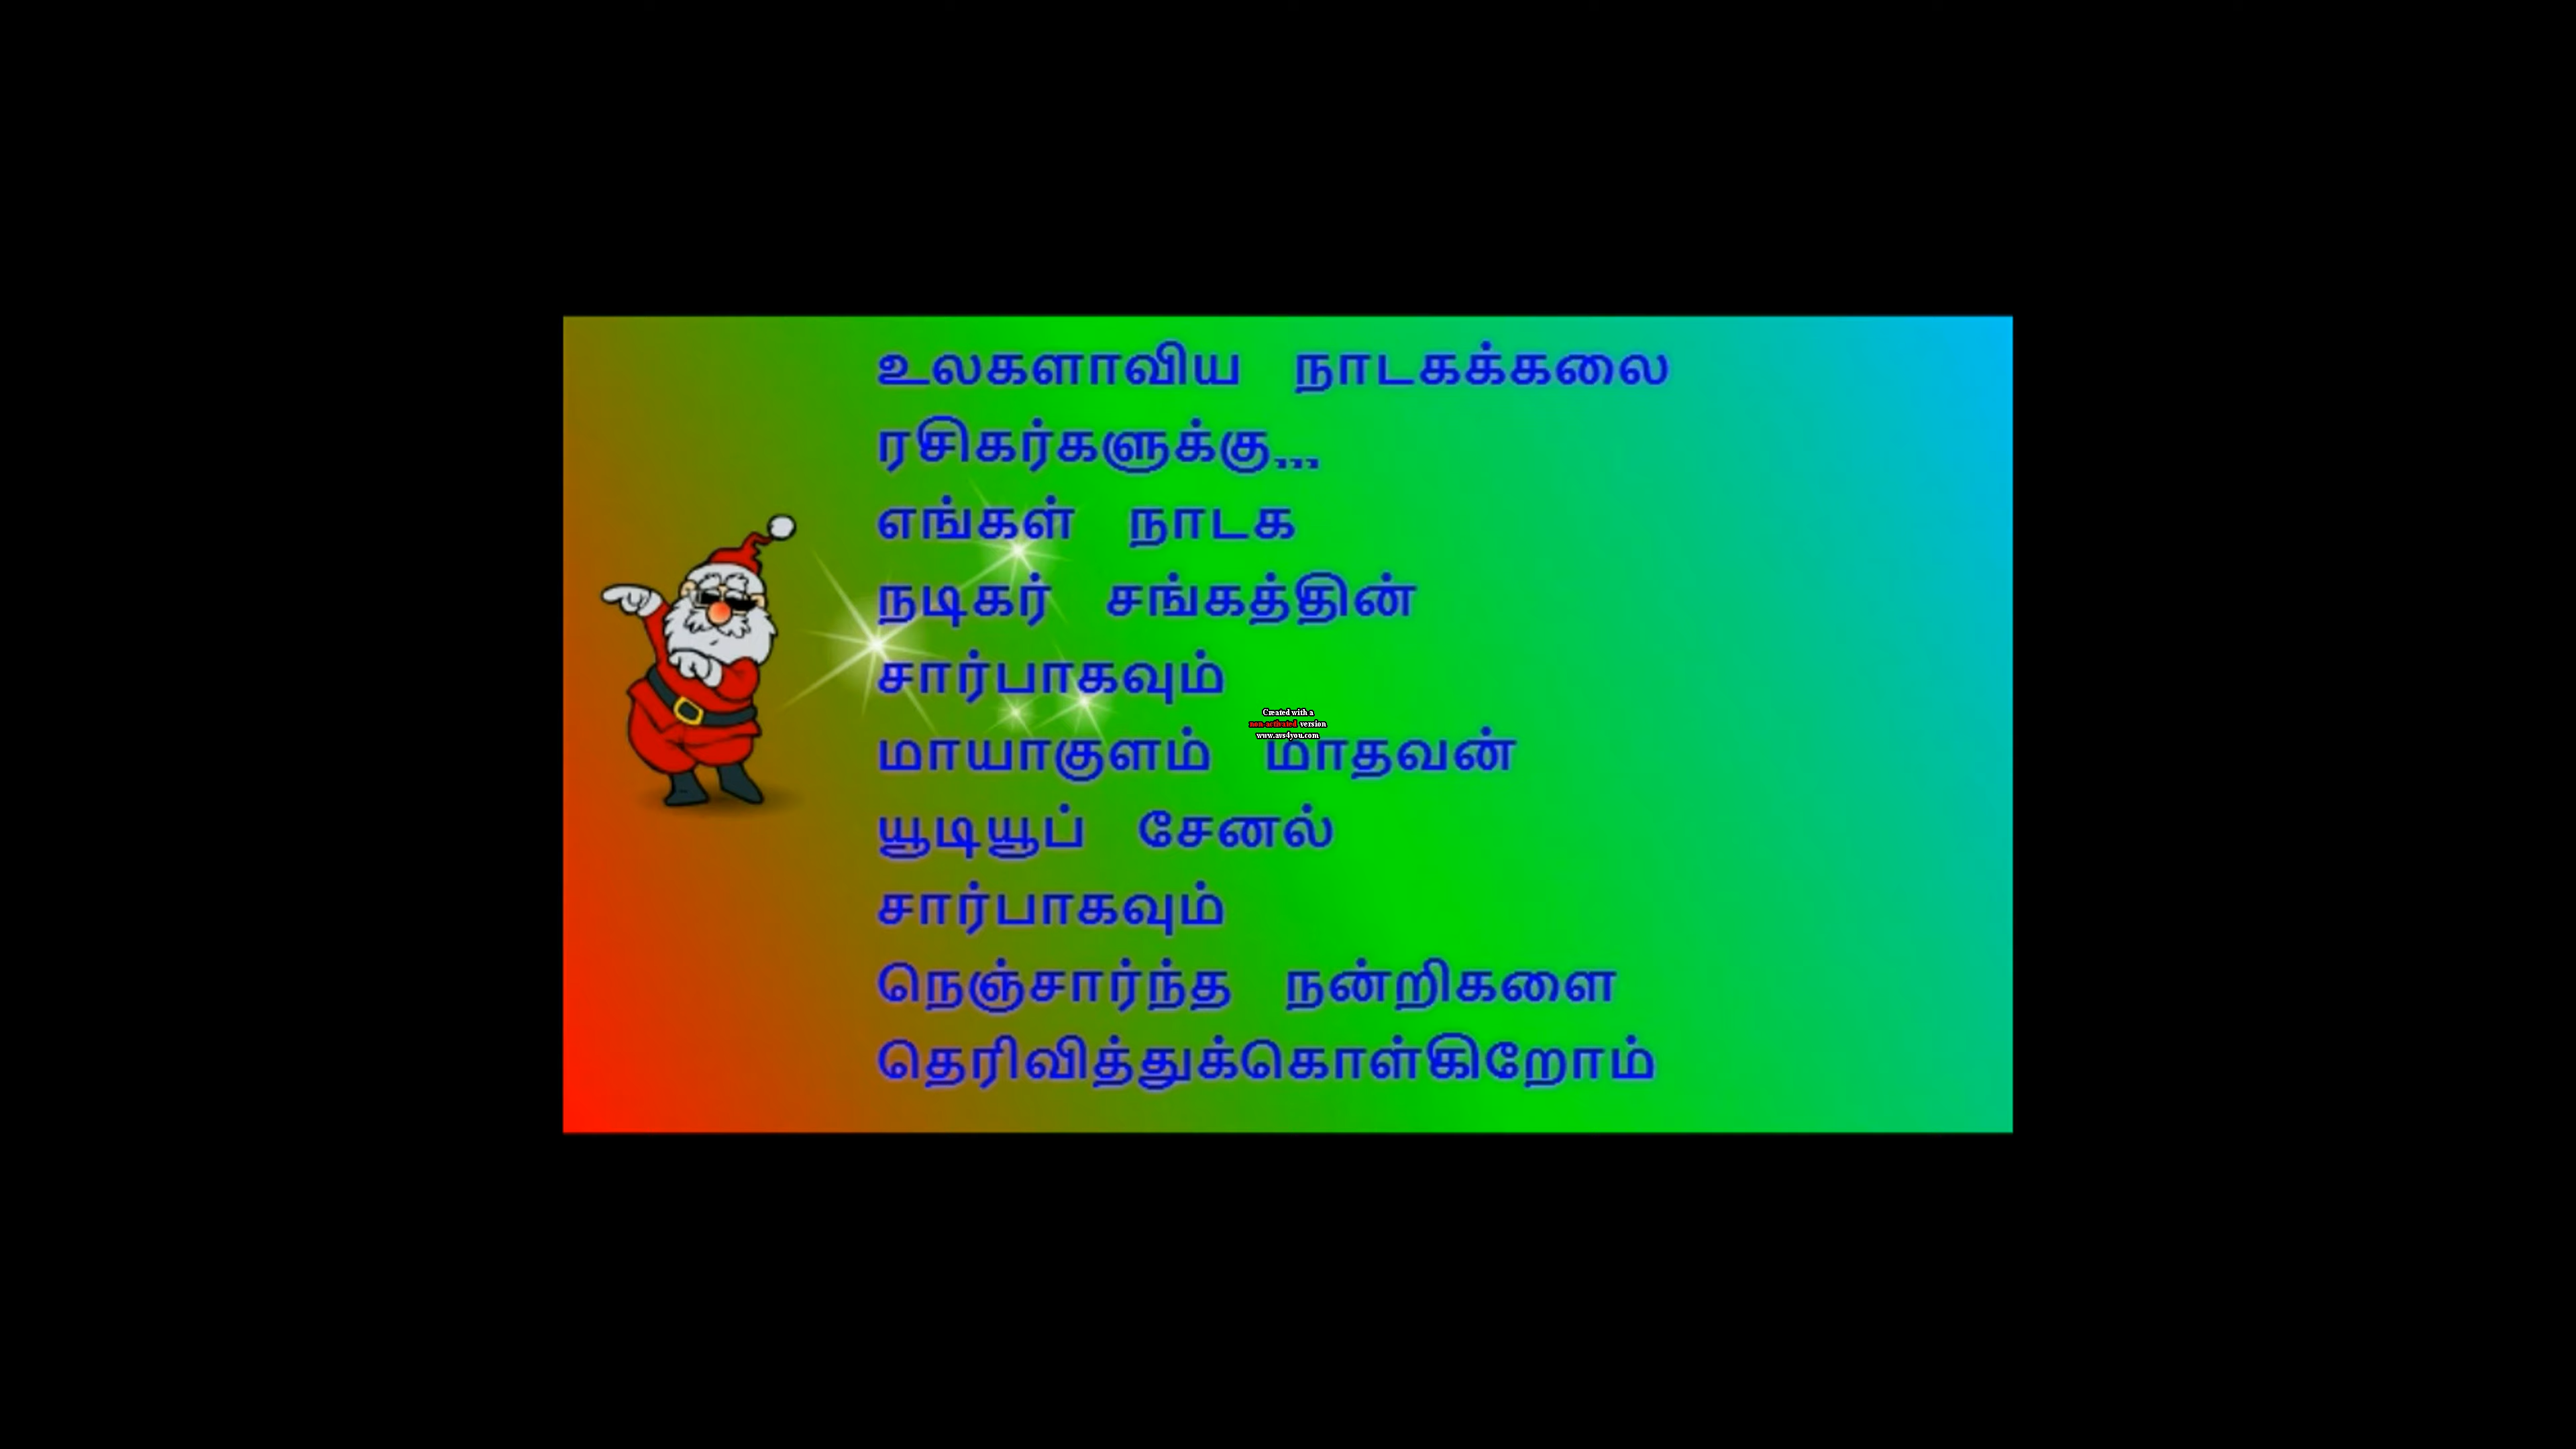 உலகளாவிய நாடகக்கலை
ரசிகர்களுக்கு,,,
எங்கள் நாடக
நடிகர் சங்கத்தின்
சார்பாகவும்
Created with a
non-activated version
www.avs4you.com
மாயாகுளம் மாதவன்
யூடியூப் சேனல்
சார்பாகவும்
நெஞ்சார்ந்த நன்றிகளை
தெரிவித்துக்கொள்கிறோம்